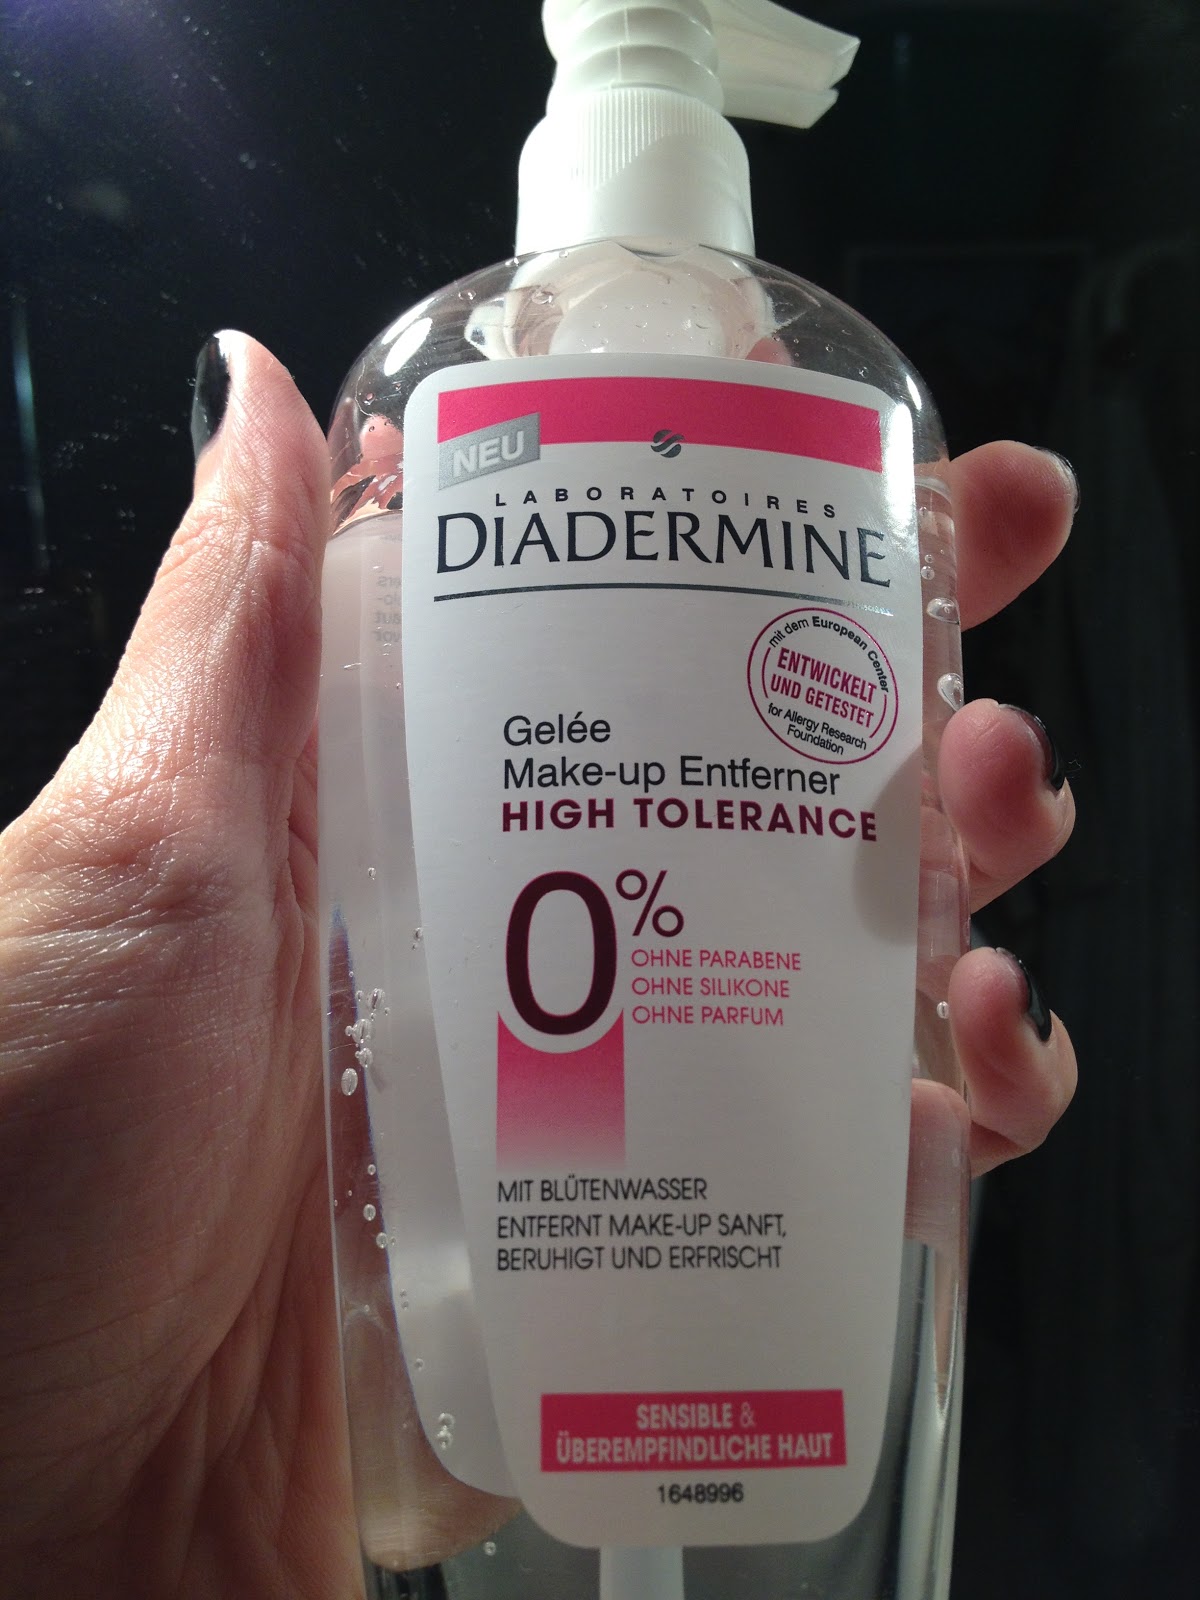 NEU
LABORATOIRES
DIADERMINE
mit dem European Center
ENTWICKELT
UND GETESTET
for Allergy Research
Foundation
Gelée
Make-up Entferner
HIGH TOLERANCE
0%
OHNE PARABENE
OHNE SILIKONE
OHNE PARFUM
MIT BLÜTENWASSER
ENTFERNT MAKE-UP SANFT,
BERUHIGT UND ERFRISCHT
SENSIBLE &
ÜBEREMPFINDLICHE HAUT
1648996